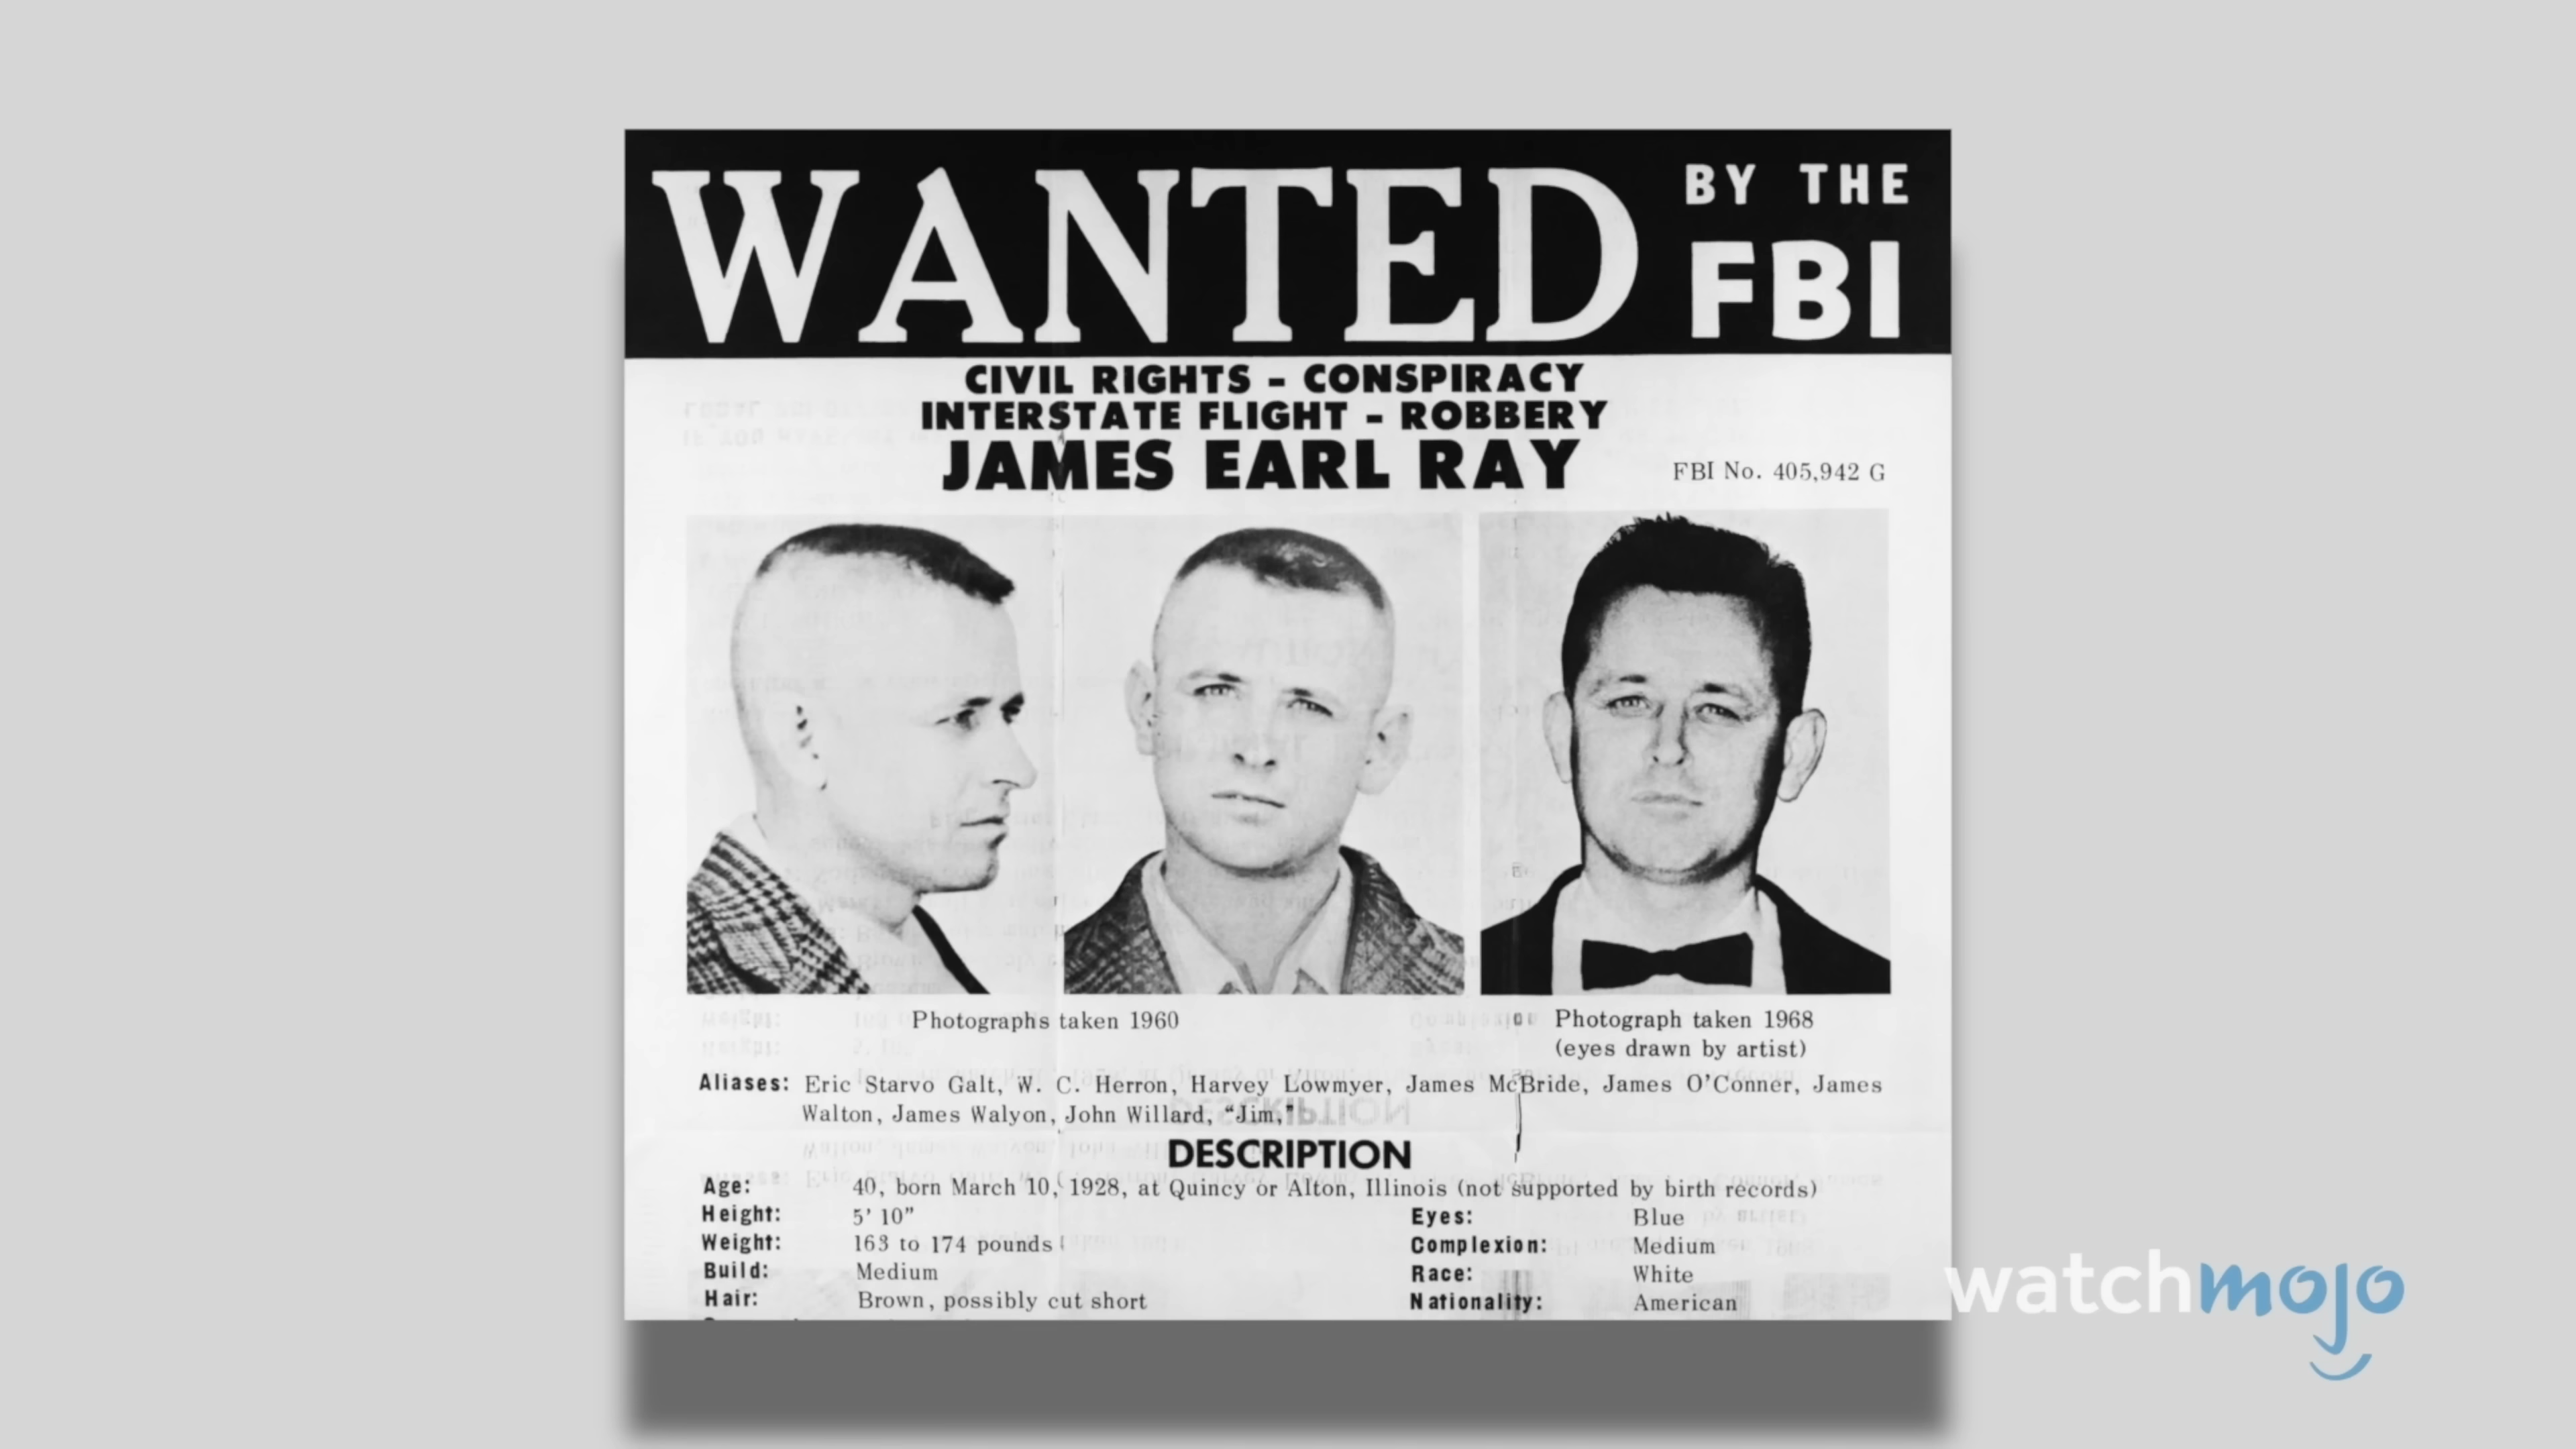 WANTED BY THE FBI
CIVIL RIGHTS - CONSPIRACY
INTERSTATE FLIGHT - ROBBERY
JAMES EARL RAY
FBI No. 405,942 G
Photographs taken 1960
Photograph taken 1968
(eyes drawn by artist)
Aliases: Eric Starvo Galt, W. C. Herron, Harvey Lowmyer, James McBride, James O'Conner, James
Walton, James Walyon, John Willard, "Jim,"
DESCRIPTION
Age: 40, born March 10, 1928, at Quincy or Alton, Illinois (not supported by birth records)
Height: 5' 10"
Eyes: Blue
Weight: 163 to 174 pounds
Complexion: Medium
Build: Medium
Race: White
Hair: Brown, possibly cut short
Nationality: American
watchmojo